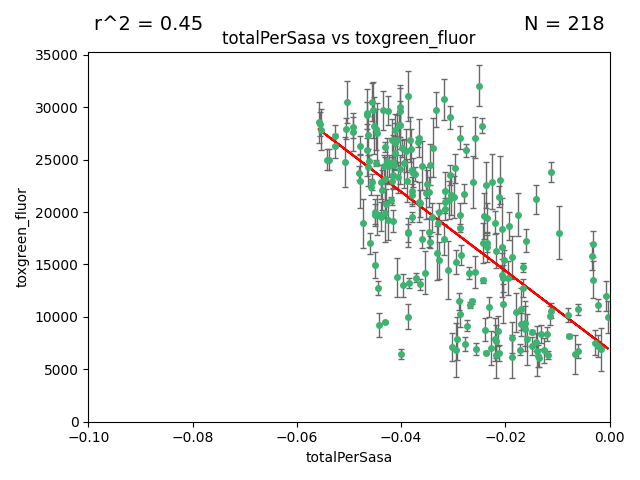 r^2 = 0.45
N = 218
totalPerSasa vs toxgreen_fluor
35000
30000
25000
20000
15000
10000
5000
0
toxgreen_fluor
−0.10
−0.08
−0.06
−0.04
−0.02
0.00
totalPerSasa